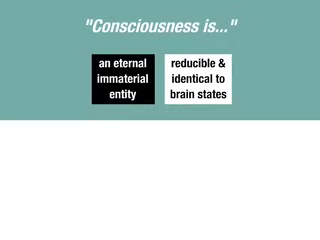 "Consciousness is..."
an eternal
immaterial
entity
reducible &
identical to
brain states